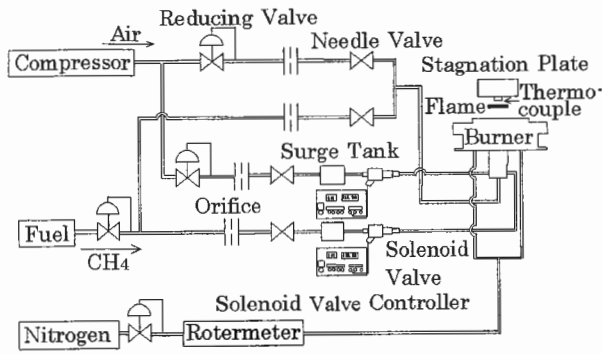 Reducing Valve
Air
Needle Valve
Compressor
Stagnation Plate
Thermo-
couple
Flame
Burner
Surge Tank
Orifice
Fuel
CH4
Solenoid
Valve
Solenoid Valve Controller
Nitrogen
Rotermeter